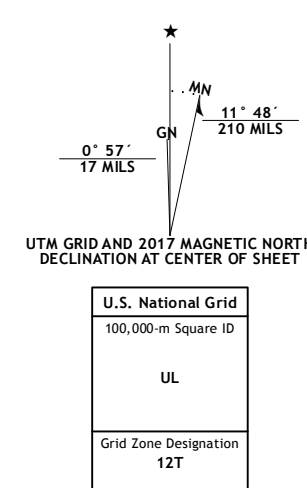 MN
GN
11° 48´
210 MILS
0° 57´
17 MILS
UTM GRID AND 2017 MAGNETIC NORTH
DECLINATION AT CENTER OF SHEET
U.S. National Grid
100,000-m Square ID
UL
Grid Zone Designation
12T